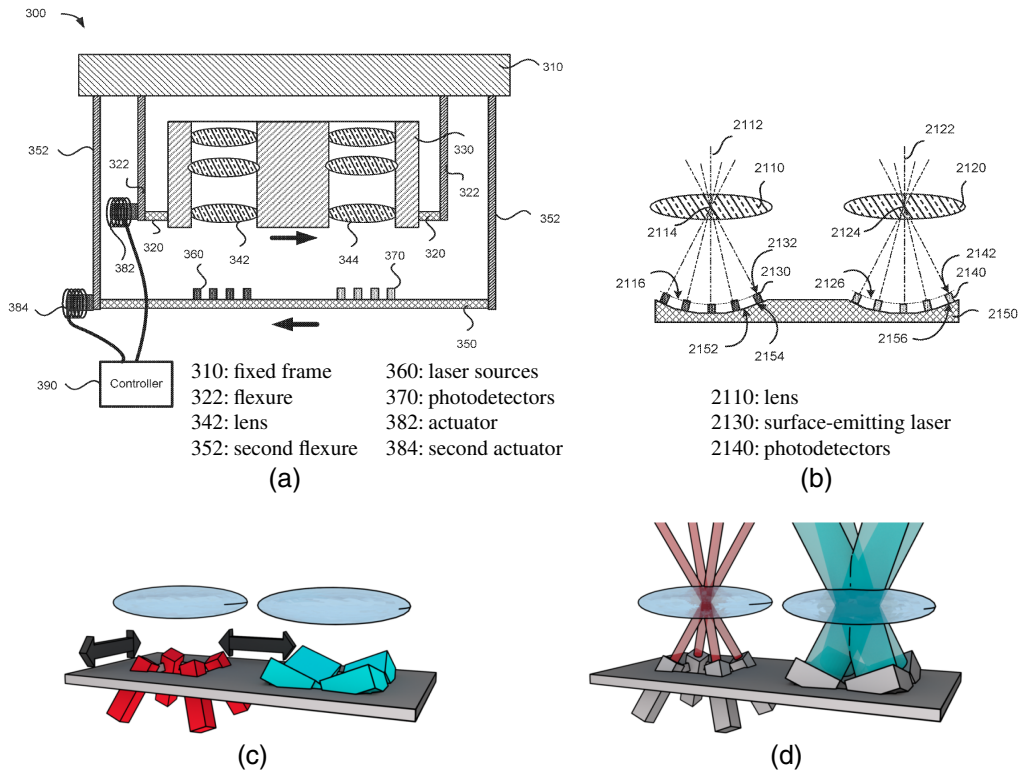 300
310
352
322
330
322
352
382
320
342
344
320
360
370
384
350
390
Controller
310: fixed frame
322: flexure
342: lens
352: second flexure
360: laser sources
370: photodetectors
382: actuator
384: second actuator
(a)
2112
2122
2110
2120
2114
2124
2132
2142
2116
2130
2126
2140
2150
2152
2154
2156
2110: lens
2130: surface-emitting laser
2140: photodetectors
(b)
(c)
(d)